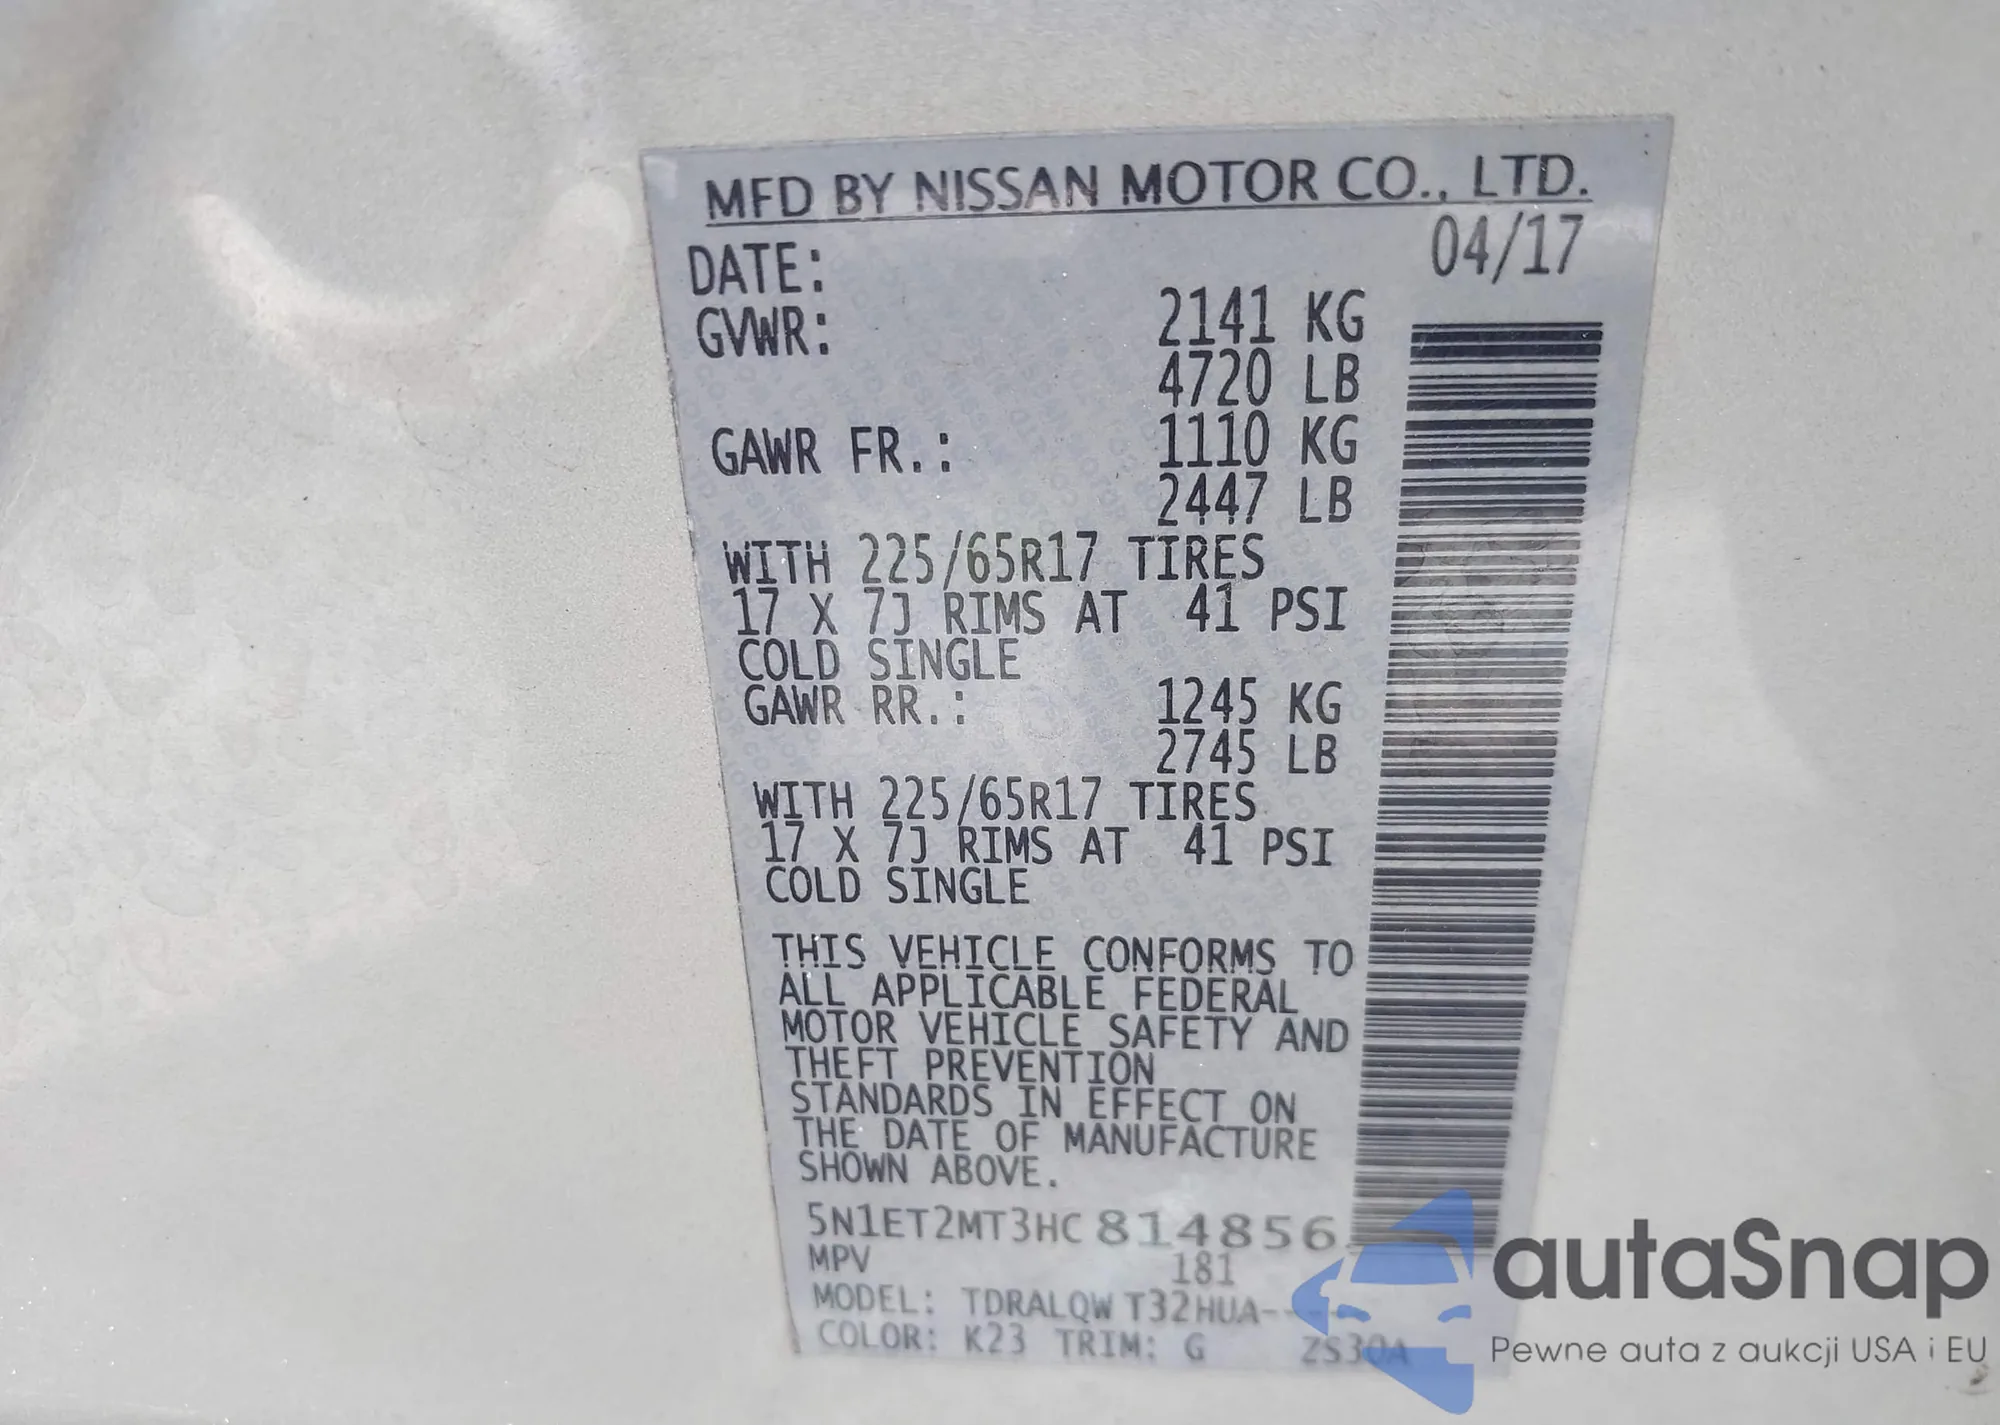 MFD BY NISSAN MOTOR CO., LTD.
DATE: 04/17
GVWR: 2141 KG
4720 LB
GAWR FR.: 1110 KG
2447 LB
WITH 225/65R17 TIRES
17 X 7J RIMS AT 41 PSI
COLD SINGLE
GAWR RR.: 1245 KG
2745 LB
WITH 225/65R17 TIRES
17 X 7J RIMS AT 41 PSI
COLD SINGLE
THIS VEHICLE CONFORMS TO
ALL APPLICABLE FEDERAL
MOTOR VEHICLE SAFETY AND
THEFT PREVENTION
STANDARDS IN EFFECT ON
THE DATE OF MANUFACTURE
SHOWN ABOVE.
5N1ET2MT3HC814856
MPV 181
MODEL: TDRALQW T32HUA----
COLOR: K23 TRIM: G ZS30A
autaSnap
Pewne auta z aukcji USA i EU